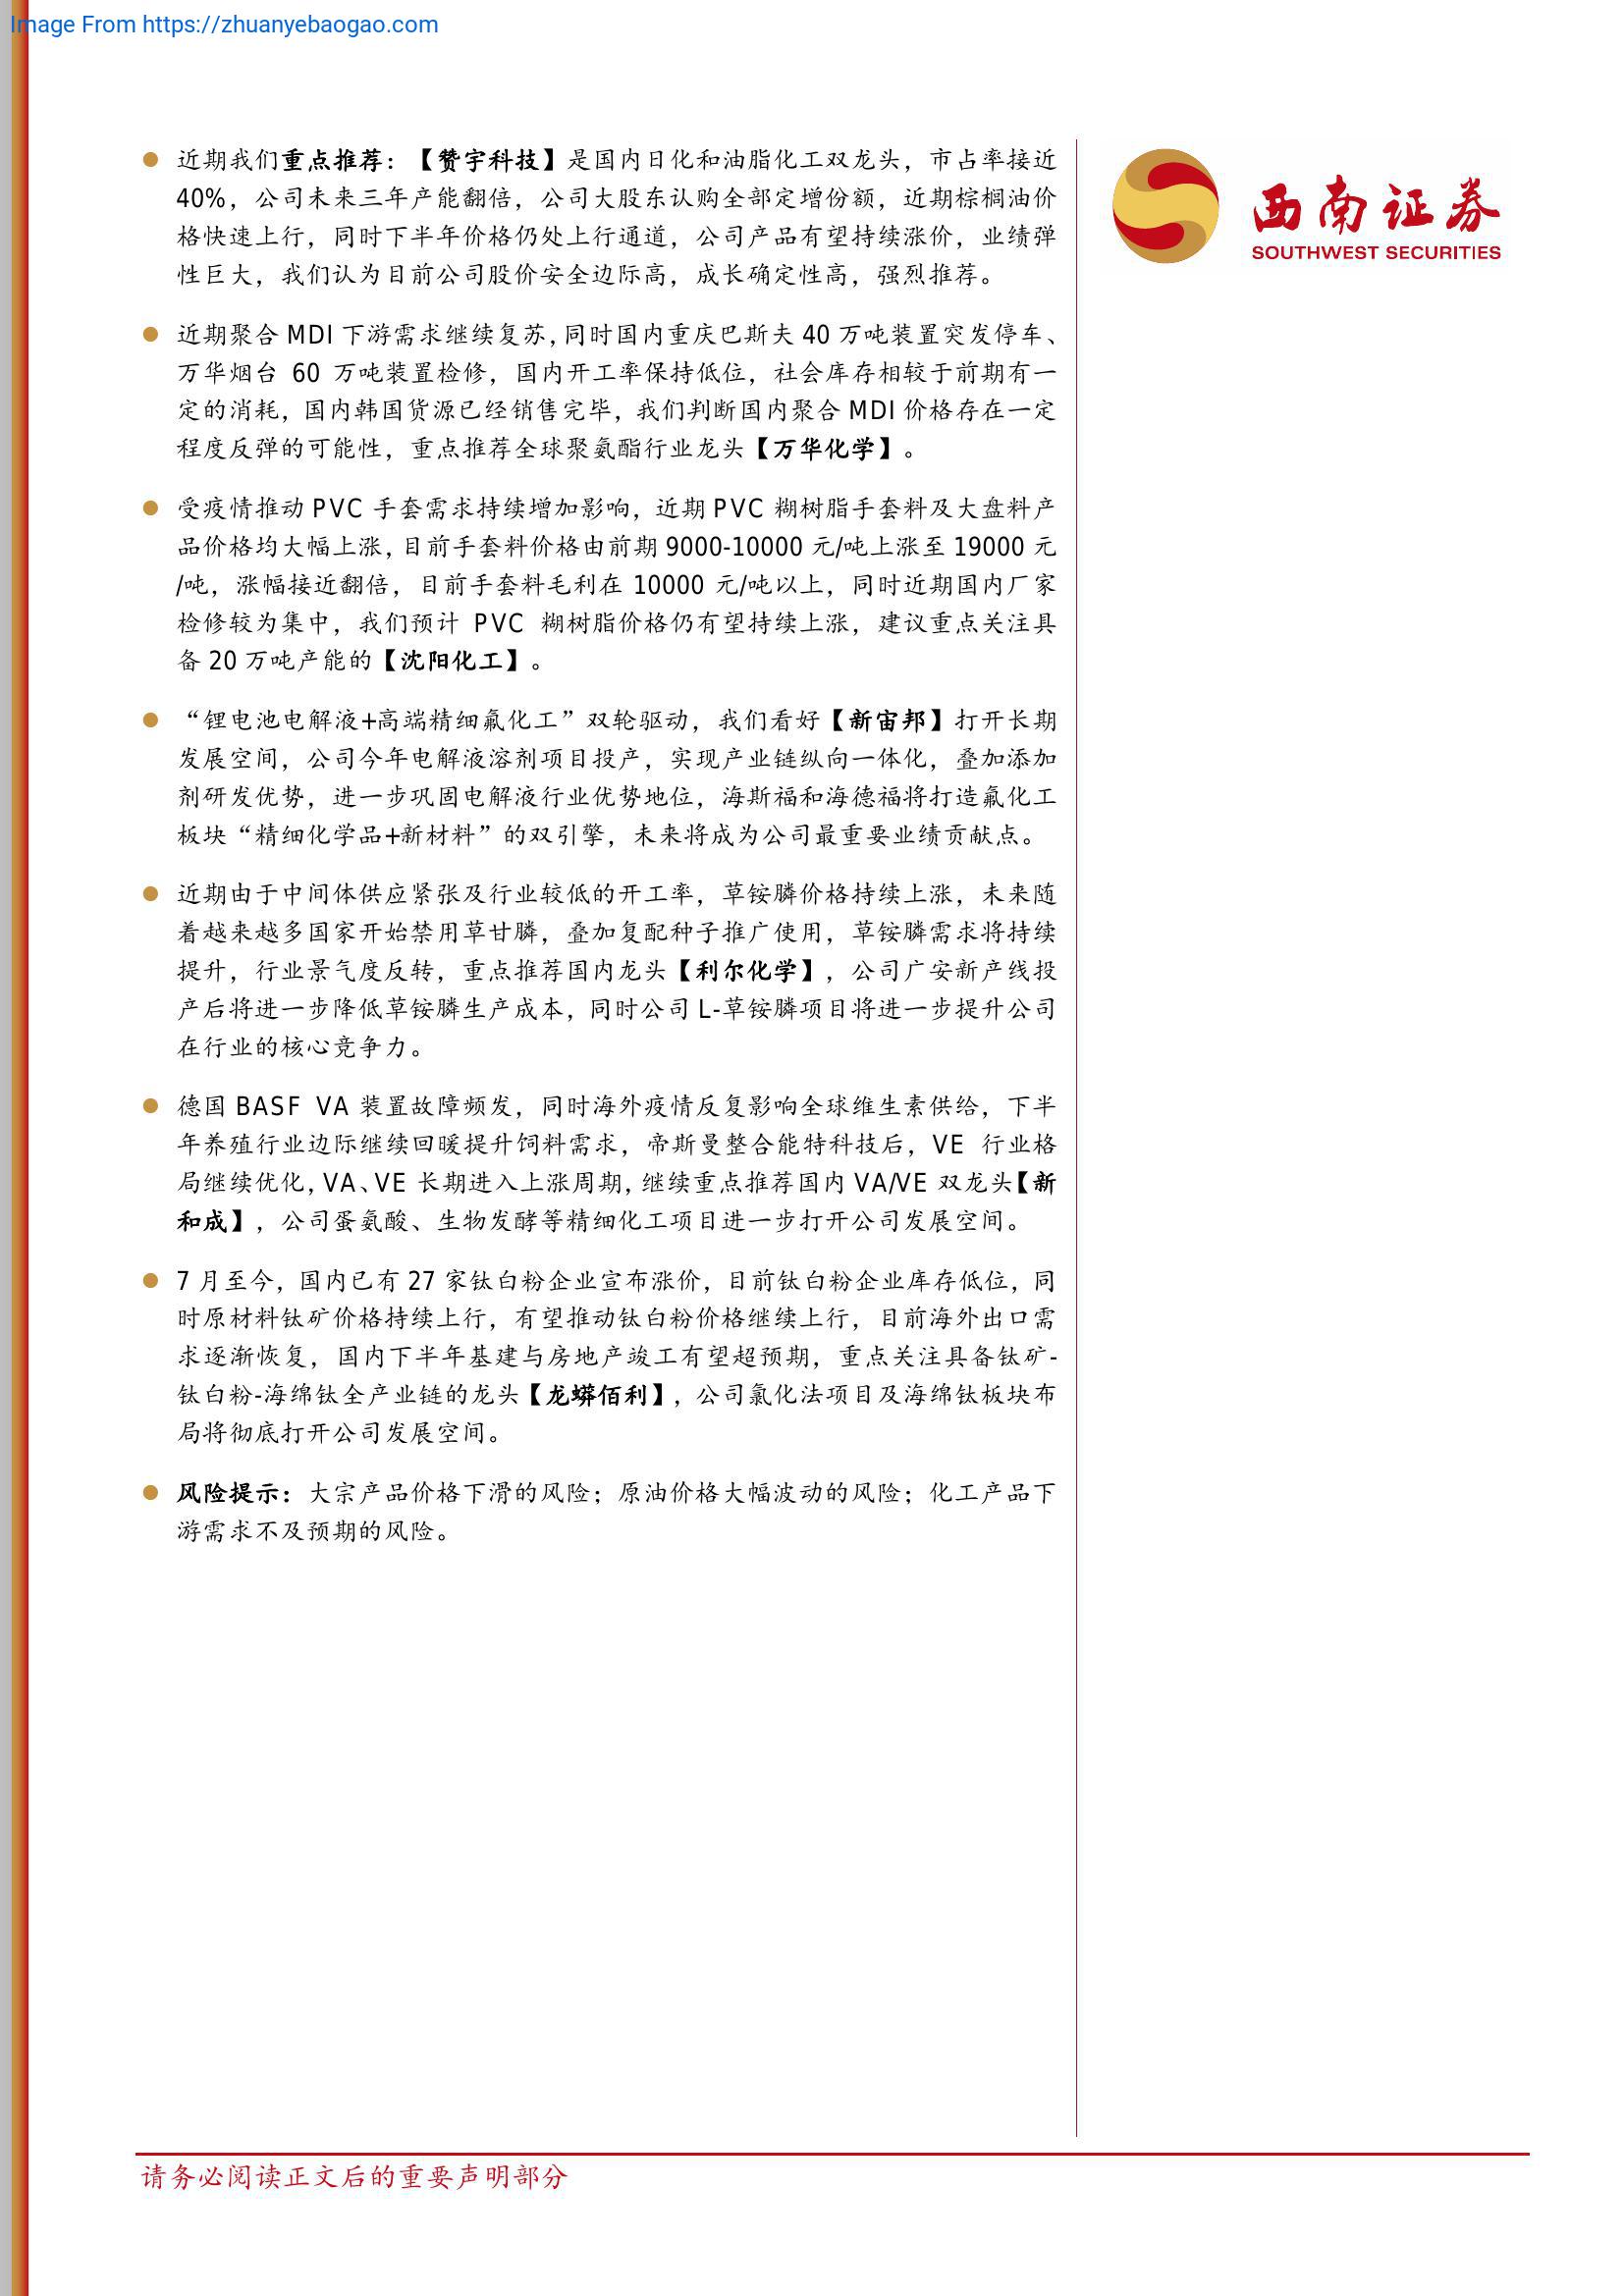 Image From https://zhuanyebaogao.com
近期我们重点推荐：【赞宇科技】是国内日化和油脂化工双龙头，市占率接近
40%，公司未来三年产能翻倍，公司大股东认购全部定增份额，近期棕榈油价
格快速上行，同时下半年价格仍处上行通道，公司产品有望持续涨价，业绩弹
性巨大，我们认为目前公司股价安全边际高，成长确定性高，强烈推荐。
近期聚合 MDI 下游需求继续复苏，同时国内重庆巴斯夫 40 万吨装置突发停车、
万华烟台 60 万吨装置检修，国内开工率保持低位，社会库存相较于前期有一
定的消耗，国内韩国货源已经销售完毕，我们判断国内聚合 MDI 价格存在一定
程度反弹的可能性，重点推荐全球聚氨酯行业龙头【万华化学】。
受疫情推动 PVC 手套需求持续增加影响，近期 PVC 糊树脂手套料及大盘料产
品价格均大幅上涨，目前手套料价格由前期 9000-10000 元/吨上涨至 19000 元
/吨，涨幅接近翻倍，目前手套料毛利在 10000 元/吨以上，同时近期国内厂家
检修较为集中，我们预计 PVC 糊树脂价格仍有望持续上涨，建议重点关注具
备 20 万吨产能的【沈阳化工】。
“锂电池电解液+高端精细氟化工”双轮驱动，我们看好【新宙邦】打开长期
发展空间，公司今年电解液溶剂项目投产，实现产业链纵向一体化，叠加添加
剂研发优势，进一步巩固电解液行业优势地位，海斯福和海德福将打造氟化工
板块“精细化学品+新材料”的双引擎，未来将成为公司最重要业绩贡献点。
近期由于中间体供应紧张及行业较低的开工率，草铵膦价格持续上涨，未来随
着越来越多国家开始禁用草甘膦，叠加复配种子推广使用，草铵膦需求将持续
提升，行业景气度反转，重点推荐国内龙头【利尔化学】，公司广安新产线投
产后将进一步降低草铵膦生产成本，同时公司 L-草铵膦项目将进一步提升公司
在行业的核心竞争力。
德国 BASF VA 装置故障频发，同时海外疫情反复影响全球维生素供给，下半
年养殖行业边际继续回暖提升饲料需求，帝斯曼整合能特科技后，VE 行业格
局继续优化，VA、VE 长期进入上涨周期，继续重点推荐国内 VA/VE 双龙头【新
和成】，公司蛋氨酸、生物发酵等精细化工项目进一步打开公司发展空间。
7 月至今，国内已有 27 家钛白粉企业宣布涨价，目前钛白粉企业库存低位，同
时原材料钛矿价格持续上行，有望推动钛白粉价格继续上行，目前海外出口需
求逐渐恢复，国内下半年基建与房地产竣工有望超预期，重点关注具备钛矿-
钛白粉-海绵钛全产业链的龙头【龙蟒佰利】，公司氯化法项目及海绵钛板块布
局将彻底打开公司发展空间。
风险提示：大宗产品价格下滑的风险；原油价格大幅波动的风险；化工产品下
游需求不及预期的风险。
西南证券
SOUTHWEST SECURITIES
请务必阅读正文后的重要声明部分